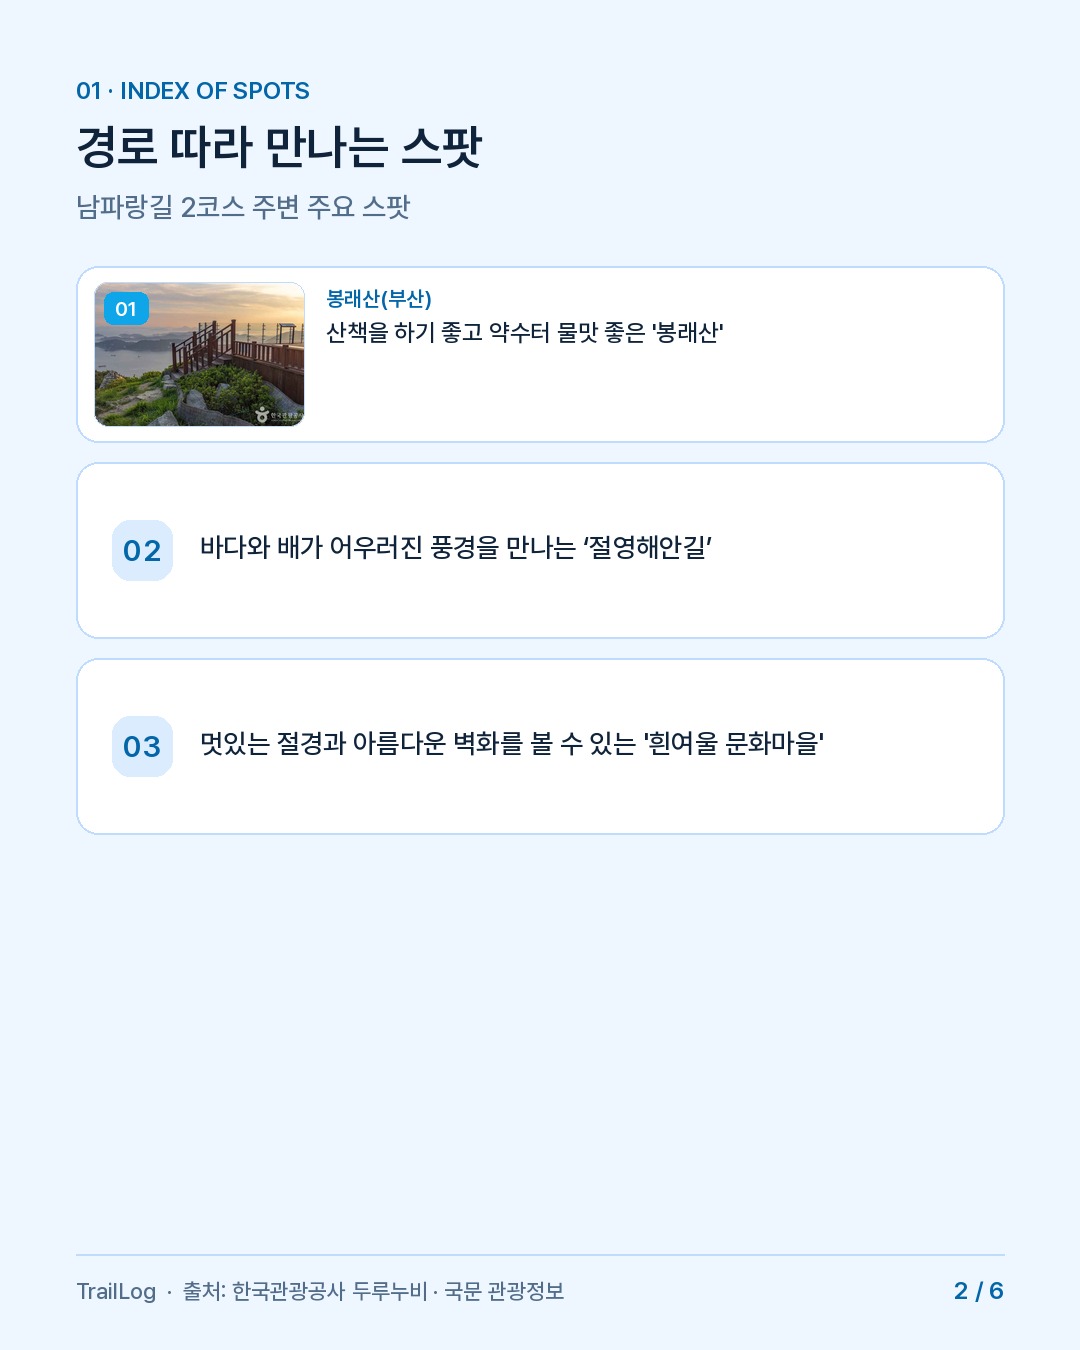 01 · INDEX OF SPOTS
경로 따라 만나는 스팟
남파랑길 2코스 주변 주요 스팟
01
봉래산(부산)
산책을 하기 좋고 약수터 물맛 좋은 '봉래산'
한국관광공사
02
바다와 배가 어우러진 풍경을 만나는 ‘절영해안길’
03
멋있는 절경과 아름다운 벽화를 볼 수 있는 '흰여울 문화마을'
TrailLog · 출처: 한국관광공사 두루누비 · 국문 관광정보
2 / 6